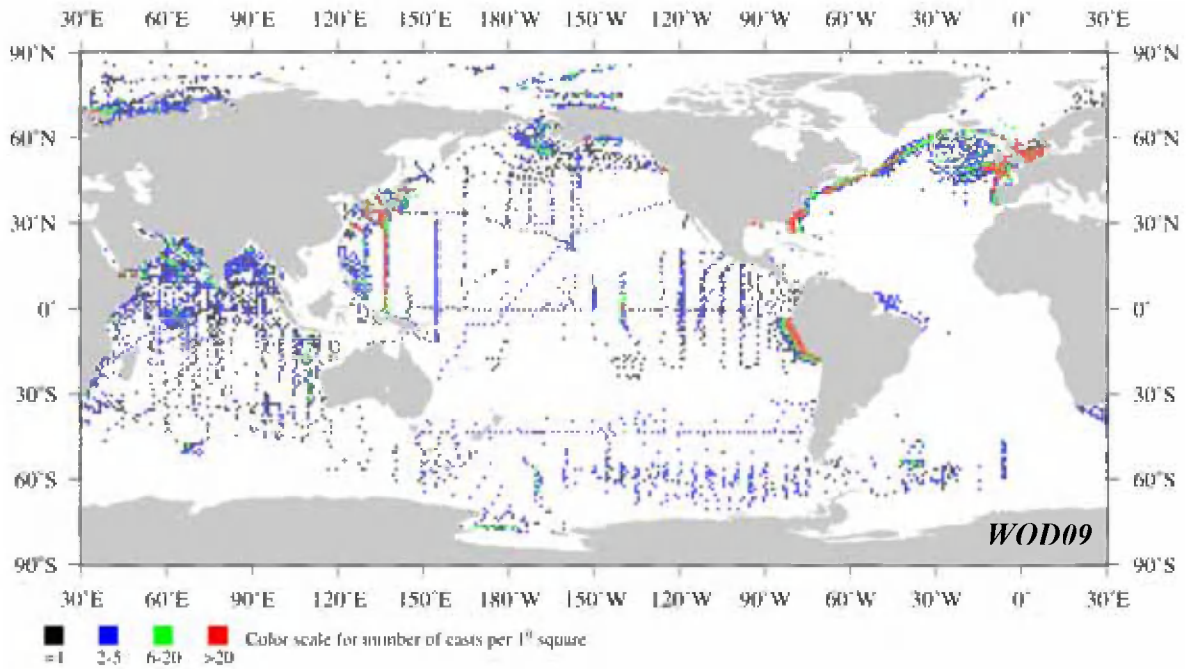 30°E 60°E 90°E 120°E 150°E 180° 150°W 120°W 90°W 60°W 30°W 0° 30°E
90°N 90°N
60°N 60°N
30°N 30°N
0° 0°
30°S 30°S
60°S 60°S
WOD09
90°S 90°S
30°E 60°E 90°E 120°E 150°E 180° 150°W 120°W 90°W 60°W 30°W 0° 30°E
Color scale for number of casts per 1° square
=1 2-5 6-20 >20